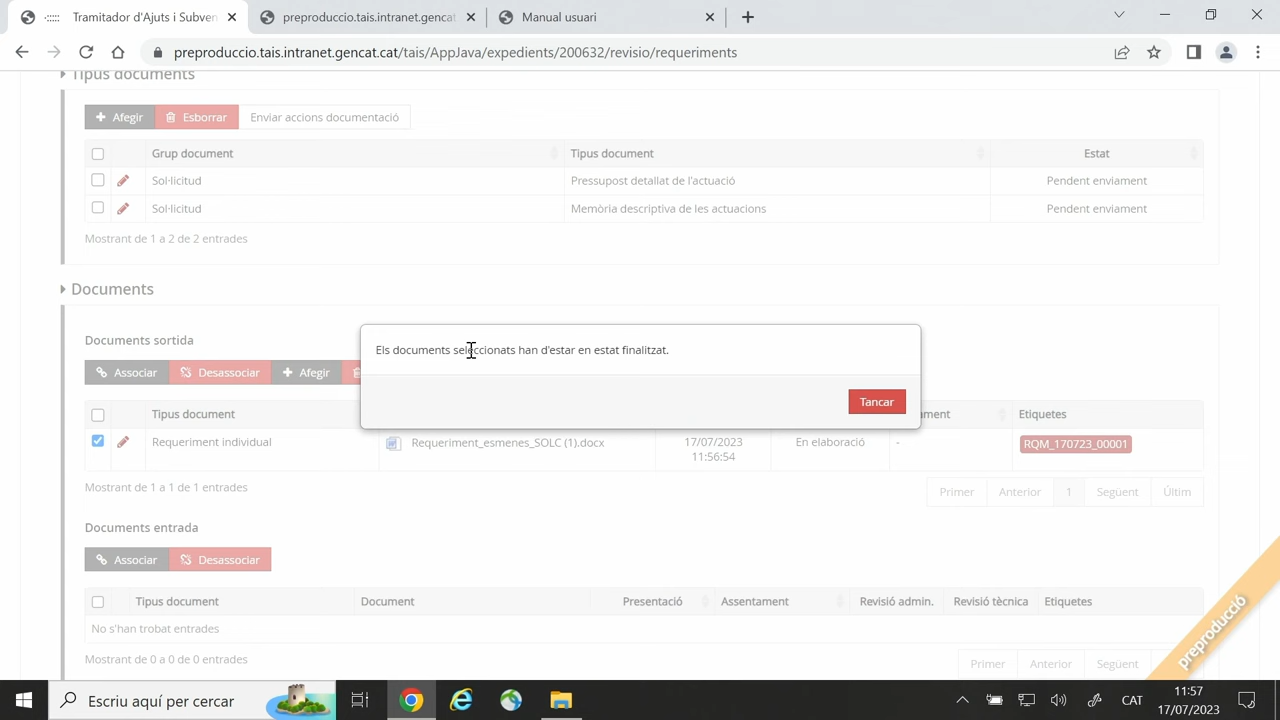 Tramitador d'Ajuts i Subven
preproduccio.tais.intranet.gencat
Manual usuari
preproduccio.tais.intranet.gencat.cat/tais/AppJava/expedients/200632/revisio/requeriments
Tipus documents
Afegir
Esborrar
Enviar accions documentació
Grup document
Tipus document
Estat
Sol·licitud
Pressupost detallat de l'actuació
Pendent enviament
Sol·licitud
Memòria descriptiva de les actuacions
Pendent enviament
Mostrant de 1 a 2 de 2 entrades
Documents
Documents sortida
Els documents seleccionats han d'estar en estat finalitzat.
Tancar
Associar
Desassociar
Afegir
Tipus document
Etiquetes
Requeriment individual
Requeriment_esmenes_SOLC (1).docx
17/07/2023
11:56:54
En elaboració
-
RQM_170723_00001
Mostrant de 1 a 1 de 1 entrades
Primer
Anterior
1
Següent
Últim
Documents entrada
Associar
Desassociar
Tipus document
Document
Presentació
Assentament
Revisió admin.
Revisió tècnica
Etiquetes
No s'han trobat entrades
Mostrant de 0 a 0 de 0 entrades
Primer
Anterior
Següent
preproducció
Escriu aquí per cercar
CAT
11:57
17/07/2023